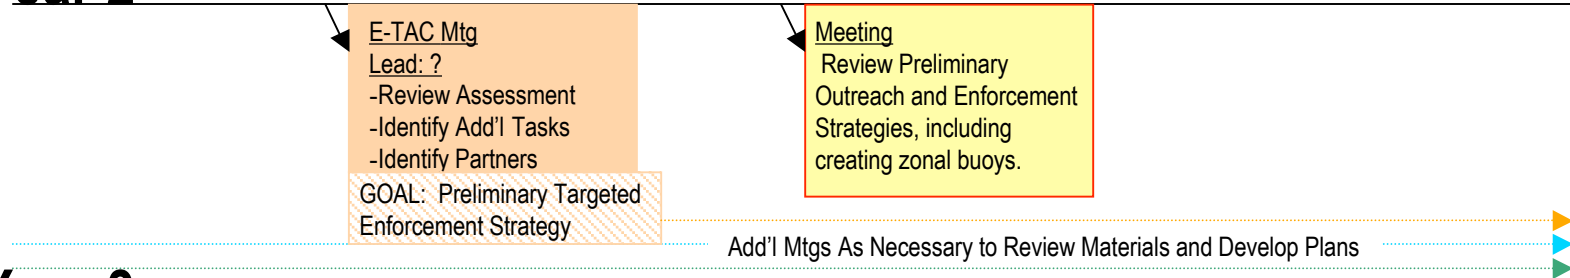 E-TAC Mtg
Lead: ?
-Review Assessment
-Identify Add'l Tasks
-Identify Partners
GOAL:  Preliminary Targeted
Enforcement Strategy
Meeting
Review Preliminary
Outreach and Enforcement
Strategies, including
creating zonal buoys.
Add'l Mtgs As Necessary to Review Materials and Develop Plans